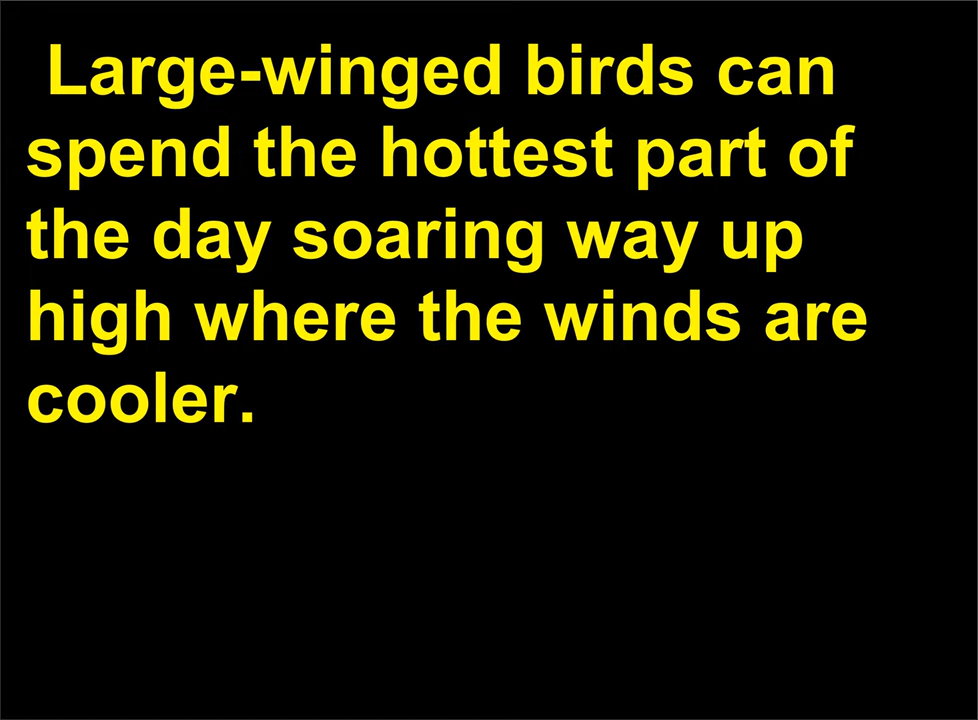 Large-winged birds can
spend the hottest part of
the day soaring way up
high where the winds are
cooler.